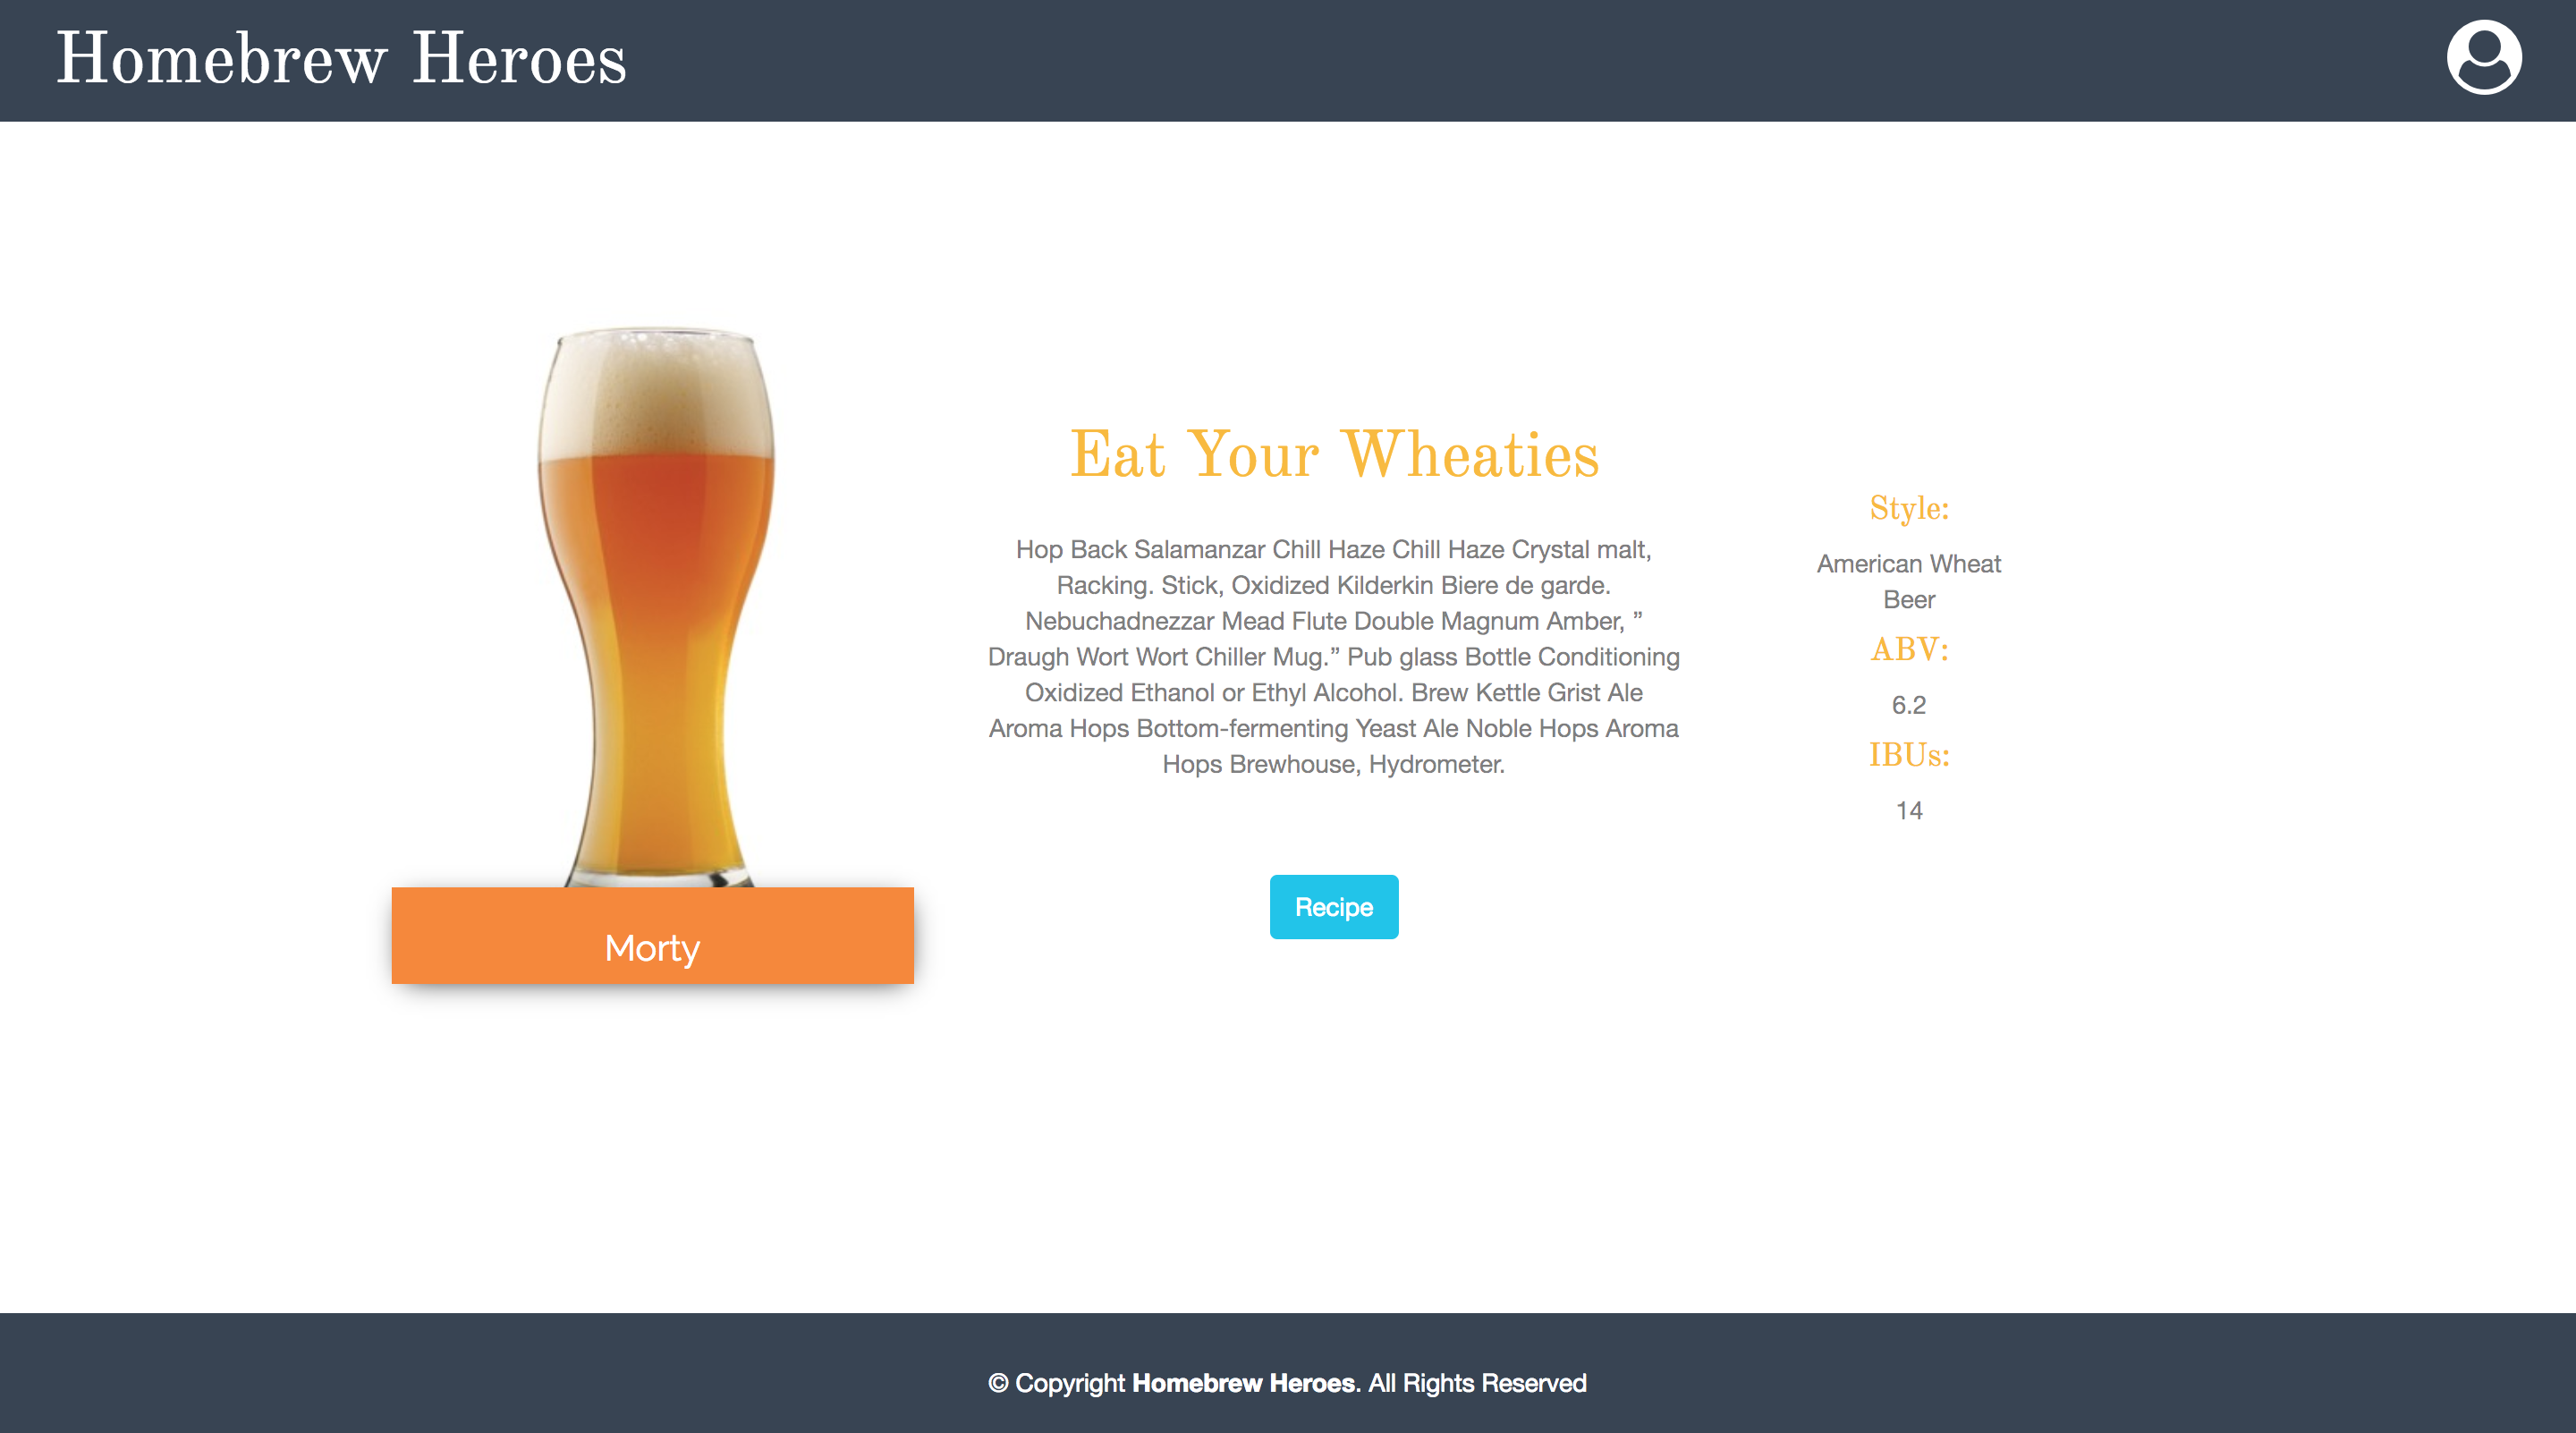 Homebrew Heroes
Eat Your Wheaties
Hop Back Salamanzar Chill Haze Chill Haze Crystal malt,
Racking. Stick, Oxidized Kilderkin Biere de garde.
Nebuchadnezzar Mead Flute Double Magnum Amber, ”
Draugh Wort Wort Chiller Mug.” Pub glass Bottle Conditioning
Oxidized Ethanol or Ethyl Alcohol. Brew Kettle Grist Ale
Aroma Hops Bottom-fermenting Yeast Ale Noble Hops Aroma
Hops Brewhouse, Hydrometer.
Recipe
Style:
American Wheat
Beer
ABV:
6.2
IBUs:
14
Morty
© Copyright Homebrew Heroes. All Rights Reserved